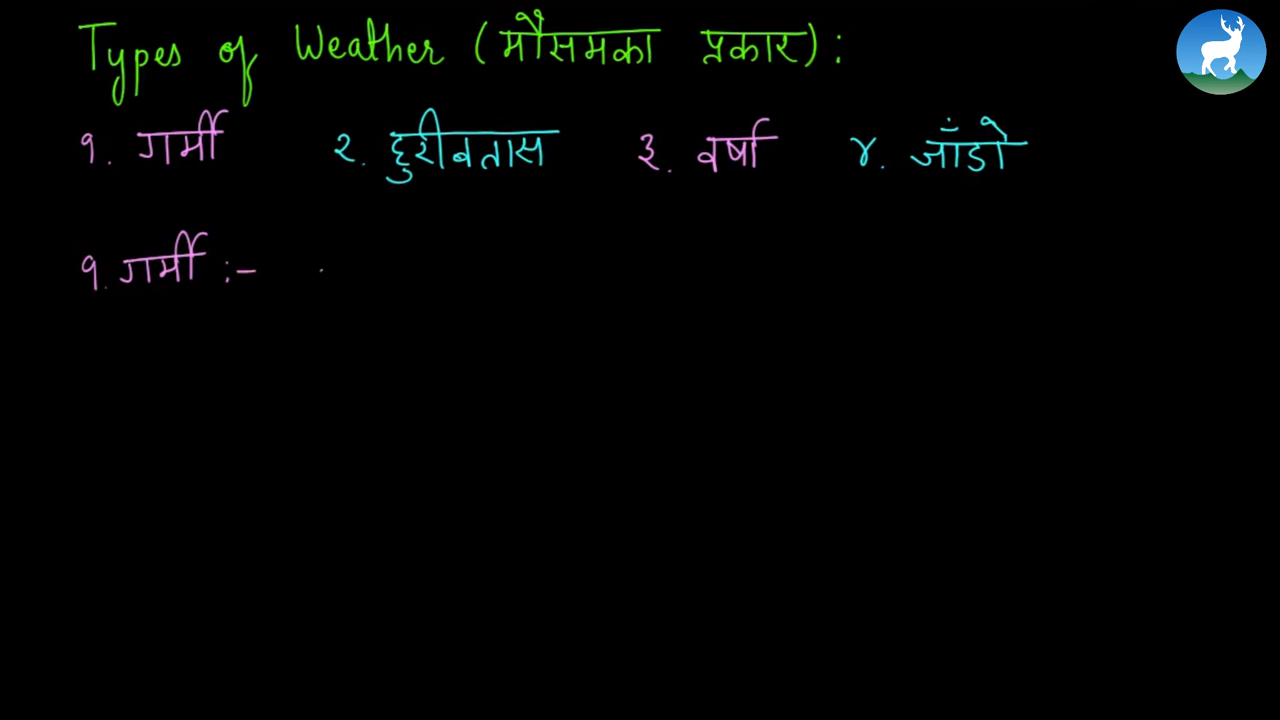 Types of Weather (मौसमका प्रकार) :
१. गर्मी २. हुरीबतास ३. वर्षा ४. जाँडो
१. गर्मी :-